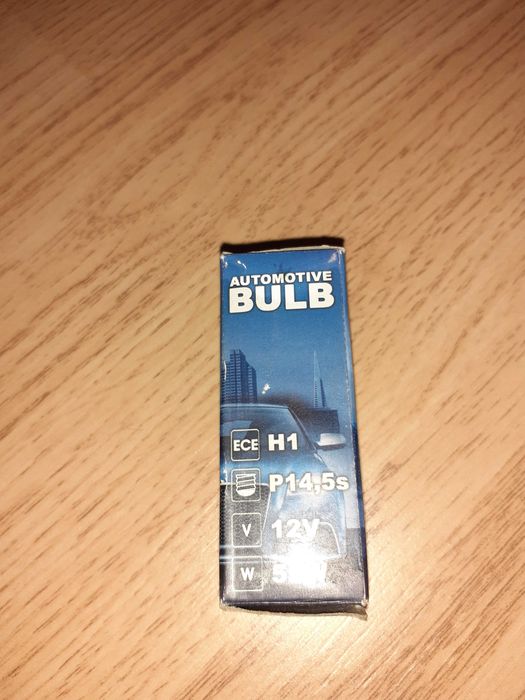 AUTOMOTIVE
BULB
ECE H1
P14,5s
V 12V
W